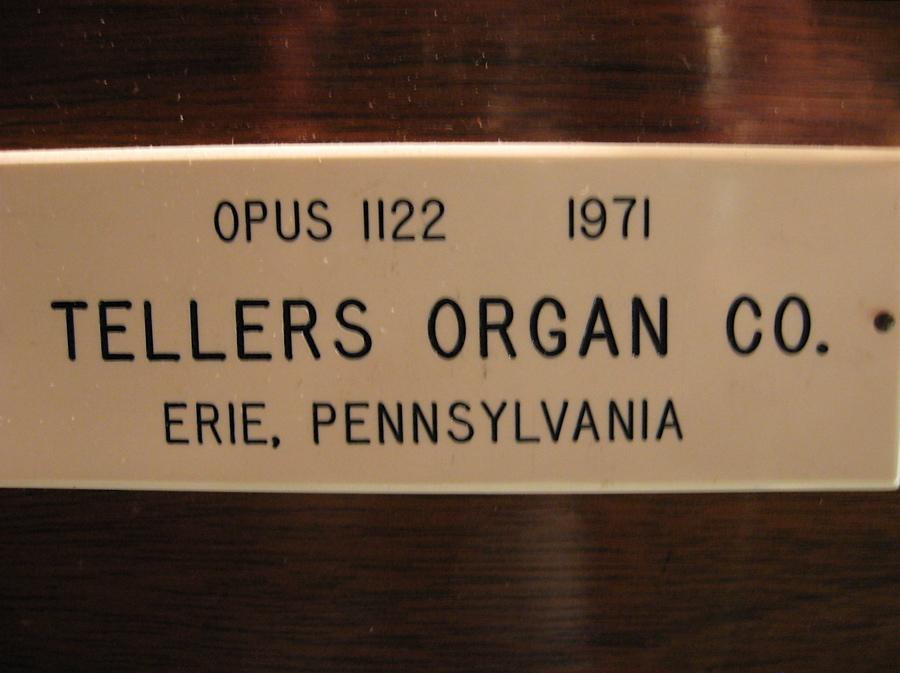 OPUS 1122 1971
TELLERS ORGAN CO.
ERIE, PENNSYLVANIA